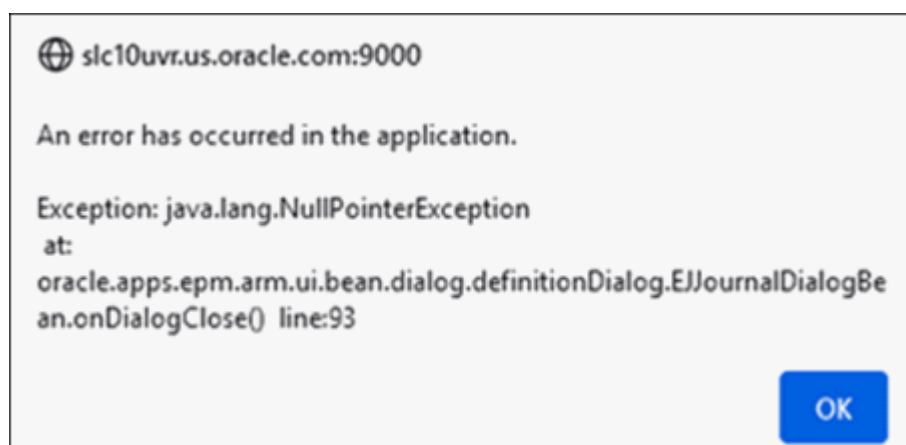 slc10uvr.us.oracle.com:9000
An error has occurred in the application.
Exception: java.lang.NullPointerException
at:
oracle.apps.epm.arm.ui.bean.dialog.definitionDialog.EJJournalDialogBe
an.onDialogClose() line:93
OK